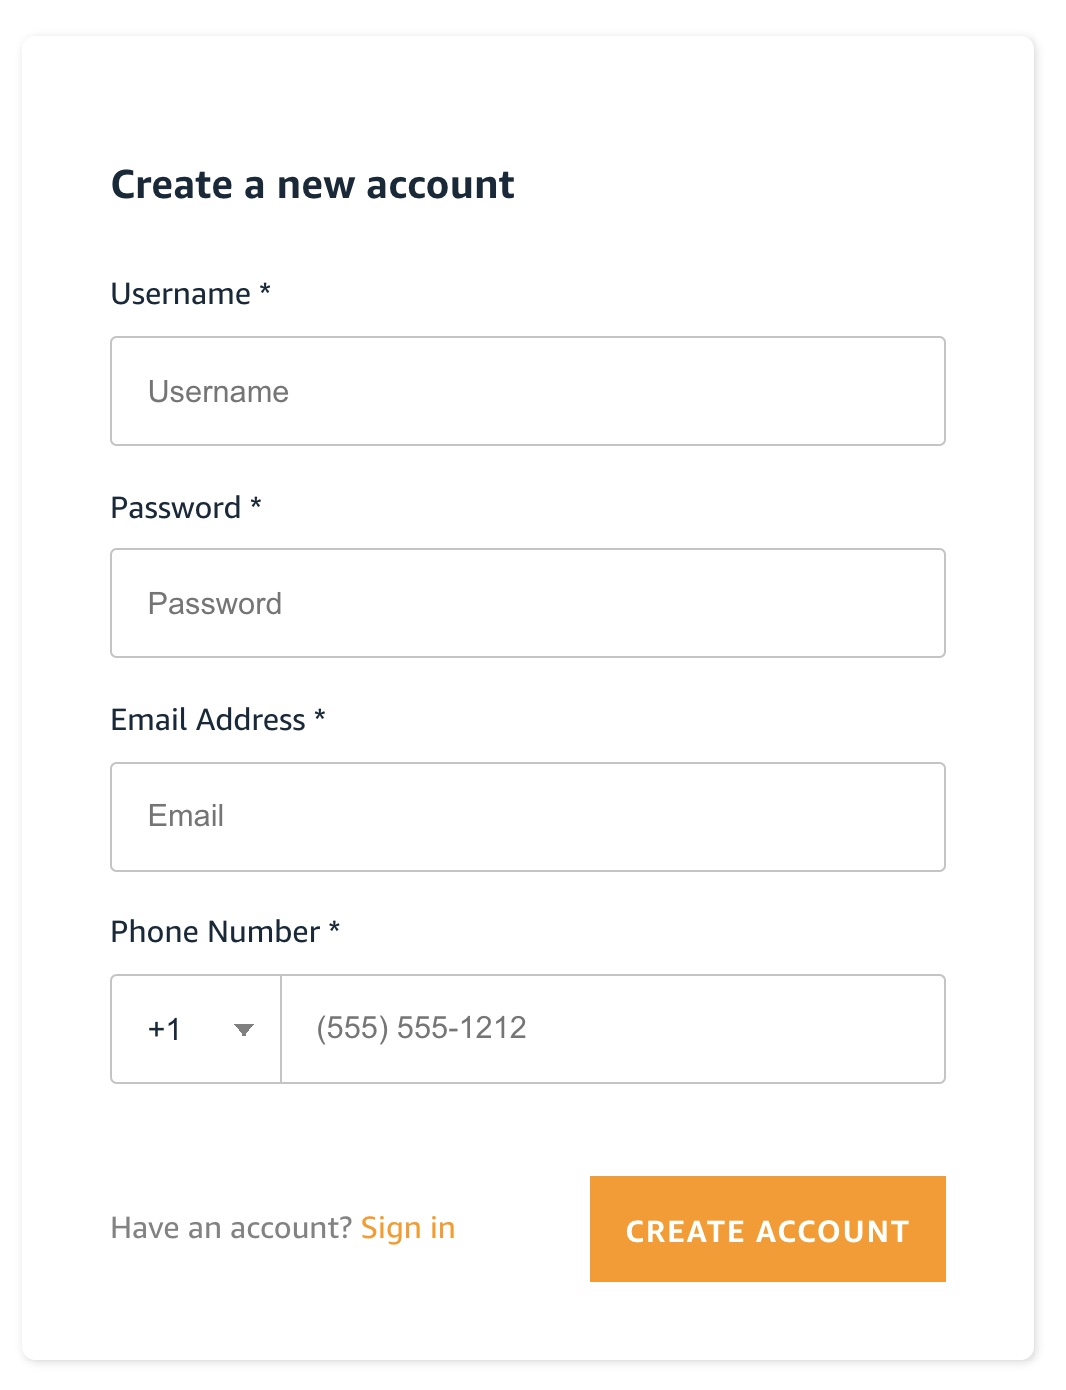 Create a new account
Username *
Username
Password *
Password
Email Address *
Email
Phone Number *
+1 (555) 555-1212
Have an account? Sign in
CREATE ACCOUNT